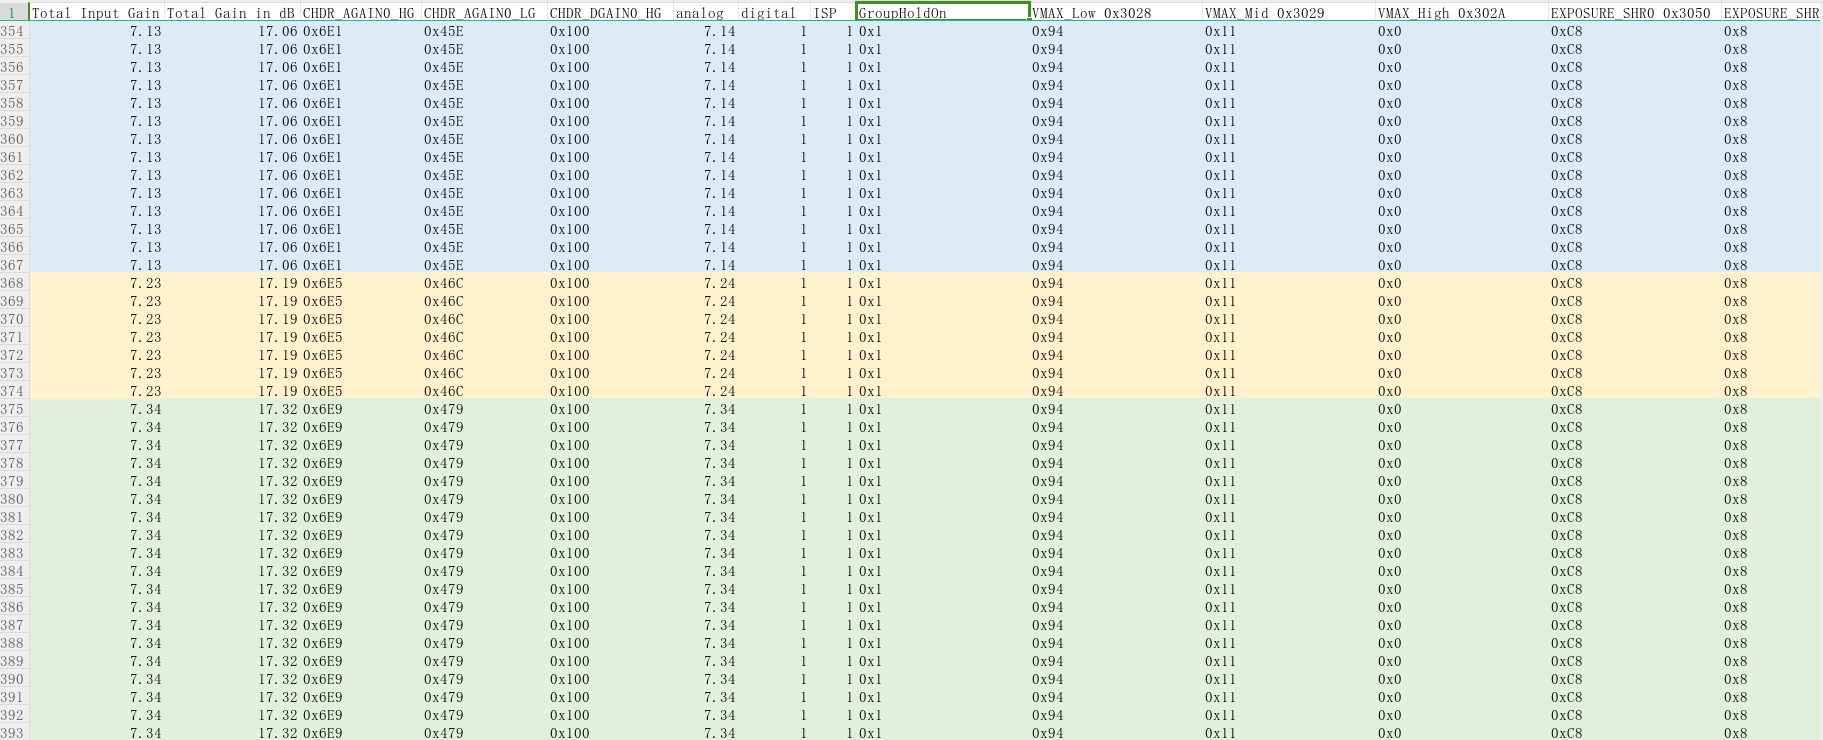 1 Total Input Gain Total Gain in dB CHDR_AGAIN0_HG CHDR_AGAIN0_LG CHDR_DGAIN0_HG analog digital ISP GroupHoldOn VMAX_Low 0x3028 VMAX_Mid 0x3029 VMAX_High 0x302A EXPOSURE_SHR0 0x3050 EXPOSURE_SHR
354 7.13 17.06 0x6E1 0x45E 0x100 7.14 1 1 0x1 0x94 0x11 0x0 0xC8 0x8
355 7.13 17.06 0x6E1 0x45E 0x100 7.14 1 1 0x1 0x94 0x11 0x0 0xC8 0x8
356 7.13 17.06 0x6E1 0x45E 0x100 7.14 1 1 0x1 0x94 0x11 0x0 0xC8 0x8
357 7.13 17.06 0x6E1 0x45E 0x100 7.14 1 1 0x1 0x94 0x11 0x0 0xC8 0x8
358 7.13 17.06 0x6E1 0x45E 0x100 7.14 1 1 0x1 0x94 0x11 0x0 0xC8 0x8
359 7.13 17.06 0x6E1 0x45E 0x100 7.14 1 1 0x1 0x94 0x11 0x0 0xC8 0x8
360 7.13 17.06 0x6E1 0x45E 0x100 7.14 1 1 0x1 0x94 0x11 0x0 0xC8 0x8
361 7.13 17.06 0x6E1 0x45E 0x100 7.14 1 1 0x1 0x94 0x11 0x0 0xC8 0x8
362 7.13 17.06 0x6E1 0x45E 0x100 7.14 1 1 0x1 0x94 0x11 0x0 0xC8 0x8
363 7.13 17.06 0x6E1 0x45E 0x100 7.14 1 1 0x1 0x94 0x11 0x0 0xC8 0x8
364 7.13 17.06 0x6E1 0x45E 0x100 7.14 1 1 0x1 0x94 0x11 0x0 0xC8 0x8
365 7.13 17.06 0x6E1 0x45E 0x100 7.14 1 1 0x1 0x94 0x11 0x0 0xC8 0x8
366 7.13 17.06 0x6E1 0x45E 0x100 7.14 1 1 0x1 0x94 0x11 0x0 0xC8 0x8
367 7.13 17.06 0x6E1 0x45E 0x100 7.14 1 1 0x1 0x94 0x11 0x0 0xC8 0x8
368 7.23 17.19 0x6E5 0x46C 0x100 7.24 1 1 0x1 0x94 0x11 0x0 0xC8 0x8
369 7.23 17.19 0x6E5 0x46C 0x100 7.24 1 1 0x1 0x94 0x11 0x0 0xC8 0x8
370 7.23 17.19 0x6E5 0x46C 0x100 7.24 1 1 0x1 0x94 0x11 0x0 0xC8 0x8
371 7.23 17.19 0x6E5 0x46C 0x100 7.24 1 1 0x1 0x94 0x11 0x0 0xC8 0x8
372 7.23 17.19 0x6E5 0x46C 0x100 7.24 1 1 0x1 0x94 0x11 0x0 0xC8 0x8
373 7.23 17.19 0x6E5 0x46C 0x100 7.24 1 1 0x1 0x94 0x11 0x0 0xC8 0x8
374 7.23 17.19 0x6E5 0x46C 0x100 7.24 1 1 0x1 0x94 0x11 0x0 0xC8 0x8
375 7.34 17.32 0x6E9 0x479 0x100 7.34 1 1 0x1 0x94 0x11 0x0 0xC8 0x8
376 7.34 17.32 0x6E9 0x479 0x100 7.34 1 1 0x1 0x94 0x11 0x0 0xC8 0x8
377 7.34 17.32 0x6E9 0x479 0x100 7.34 1 1 0x1 0x94 0x11 0x0 0xC8 0x8
378 7.34 17.32 0x6E9 0x479 0x100 7.34 1 1 0x1 0x94 0x11 0x0 0xC8 0x8
379 7.34 17.32 0x6E9 0x479 0x100 7.34 1 1 0x1 0x94 0x11 0x0 0xC8 0x8
380 7.34 17.32 0x6E9 0x479 0x100 7.34 1 1 0x1 0x94 0x11 0x0 0xC8 0x8
381 7.34 17.32 0x6E9 0x479 0x100 7.34 1 1 0x1 0x94 0x11 0x0 0xC8 0x8
382 7.34 17.32 0x6E9 0x479 0x100 7.34 1 1 0x1 0x94 0x11 0x0 0xC8 0x8
383 7.34 17.32 0x6E9 0x479 0x100 7.34 1 1 0x1 0x94 0x11 0x0 0xC8 0x8
384 7.34 17.32 0x6E9 0x479 0x100 7.34 1 1 0x1 0x94 0x11 0x0 0xC8 0x8
385 7.34 17.32 0x6E9 0x479 0x100 7.34 1 1 0x1 0x94 0x11 0x0 0xC8 0x8
386 7.34 17.32 0x6E9 0x479 0x100 7.34 1 1 0x1 0x94 0x11 0x0 0xC8 0x8
387 7.34 17.32 0x6E9 0x479 0x100 7.34 1 1 0x1 0x94 0x11 0x0 0xC8 0x8
388 7.34 17.32 0x6E9 0x479 0x100 7.34 1 1 0x1 0x94 0x11 0x0 0xC8 0x8
389 7.34 17.32 0x6E9 0x479 0x100 7.34 1 1 0x1 0x94 0x11 0x0 0xC8 0x8
390 7.34 17.32 0x6E9 0x479 0x100 7.34 1 1 0x1 0x94 0x11 0x0 0xC8 0x8
391 7.34 17.32 0x6E9 0x479 0x100 7.34 1 1 0x1 0x94 0x11 0x0 0xC8 0x8
392 7.34 17.32 0x6E9 0x479 0x100 7.34 1 1 0x1 0x94 0x11 0x0 0xC8 0x8
393 7.34 17.32 0x6E9 0x479 0x100 7.34 1 1 0x1 0x94 0x11 0x0 0xC8 0x8